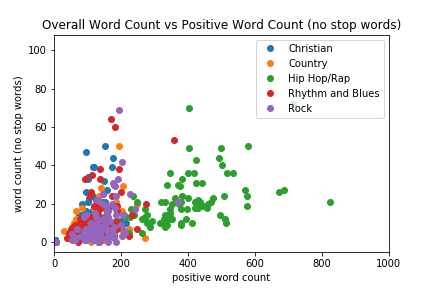 Overall Word Count vs Positive Word Count (no stop words)
100
80
60
40
20
0
word count (no stop words)
Christian
Country
Hip Hop/Rap
Rhythm and Blues
Rock
0 200 400 600 800 1000
positive word count